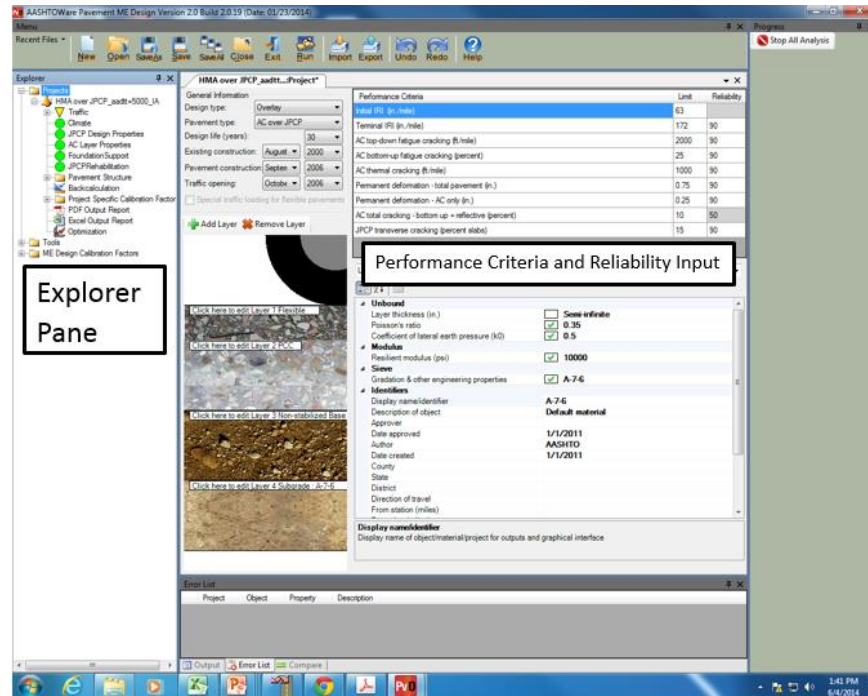 AASHTOWare Pavement ME Design Version 2.0 Build 2.0.19 (Date: 01/23/2014)
Menu
Recent Files
New Open SaveAs Save SaveAll Close Exit Run Import Export Undo Redo Help
Progress
Stop All Analysis
Explorer
Projects
HMA over JPCP_aadtt=5000_IA
Traffic
Climate
JPCP Design Properties
AC Layer Properties
Foundation Support
JPCPRehabilitation
Pavement Structure
Backcalculation
Project Specific Calibration Factor
PDF Output Report
Excel Output Report
Optimization
Tools
ME Design Calibration Factors
Explorer
Pane
HMA over JPCP_aadtt...:Project*
General Information
Design type: Overlay
Pavement type: AC over JPCP
Design life (years): 30
Existing construction: August 2000
Pavement construction Septem 2006
Traffic opening: Octobe 2006
Special traffic loading for flexible pavements
Add Layer Remove Layer
Click here to edit Layer 1 Flexible
Click here to edit Layer 2 PCC
Click here to edit Layer 3 Non-stabilized Base
Click here to edit Layer 4 Subgrade : A-7-6
Performance Criteria Limit Reliability
Initial IRI (in./mile) 63
Terminal IRI (in./mile) 172 90
AC top-down fatigue cracking (ft/mile) 2000 90
AC bottom-up fatigue cracking (percent) 25 90
AC thermal cracking (ft/mile) 1000 90
Permanent deformation - total pavement (in.) 0.75 90
Permanent deformation - AC only (in.) 0.25 90
AC total cracking - bottom up + reflective (percent) 10 50
JPCP transverse cracking (percent slabs) 15 90
Performance Criteria and Reliability Input
Unbound
Layer thickness (in.) Semi-infinite
Poisson's ratio 0.35
Coefficient of lateral earth pressure (k0) 0.5
Modulus
Resilient modulus (psi) 10000
Sieve
Gradation & other engineering properties A-7-6
Identifiers
Display name/identifier A-7-6
Description of object Default material
Approver
Date approved 1/1/2011
Author AASHTO
Date created 1/1/2011
County
State
District
Direction of travel
From station (miles)
Display name/identifier
Display name of object/material/project for outputs and graphical interface
Error List
Project Object Property Description
Output Error List Compare
1:41 PM
6/4/2014